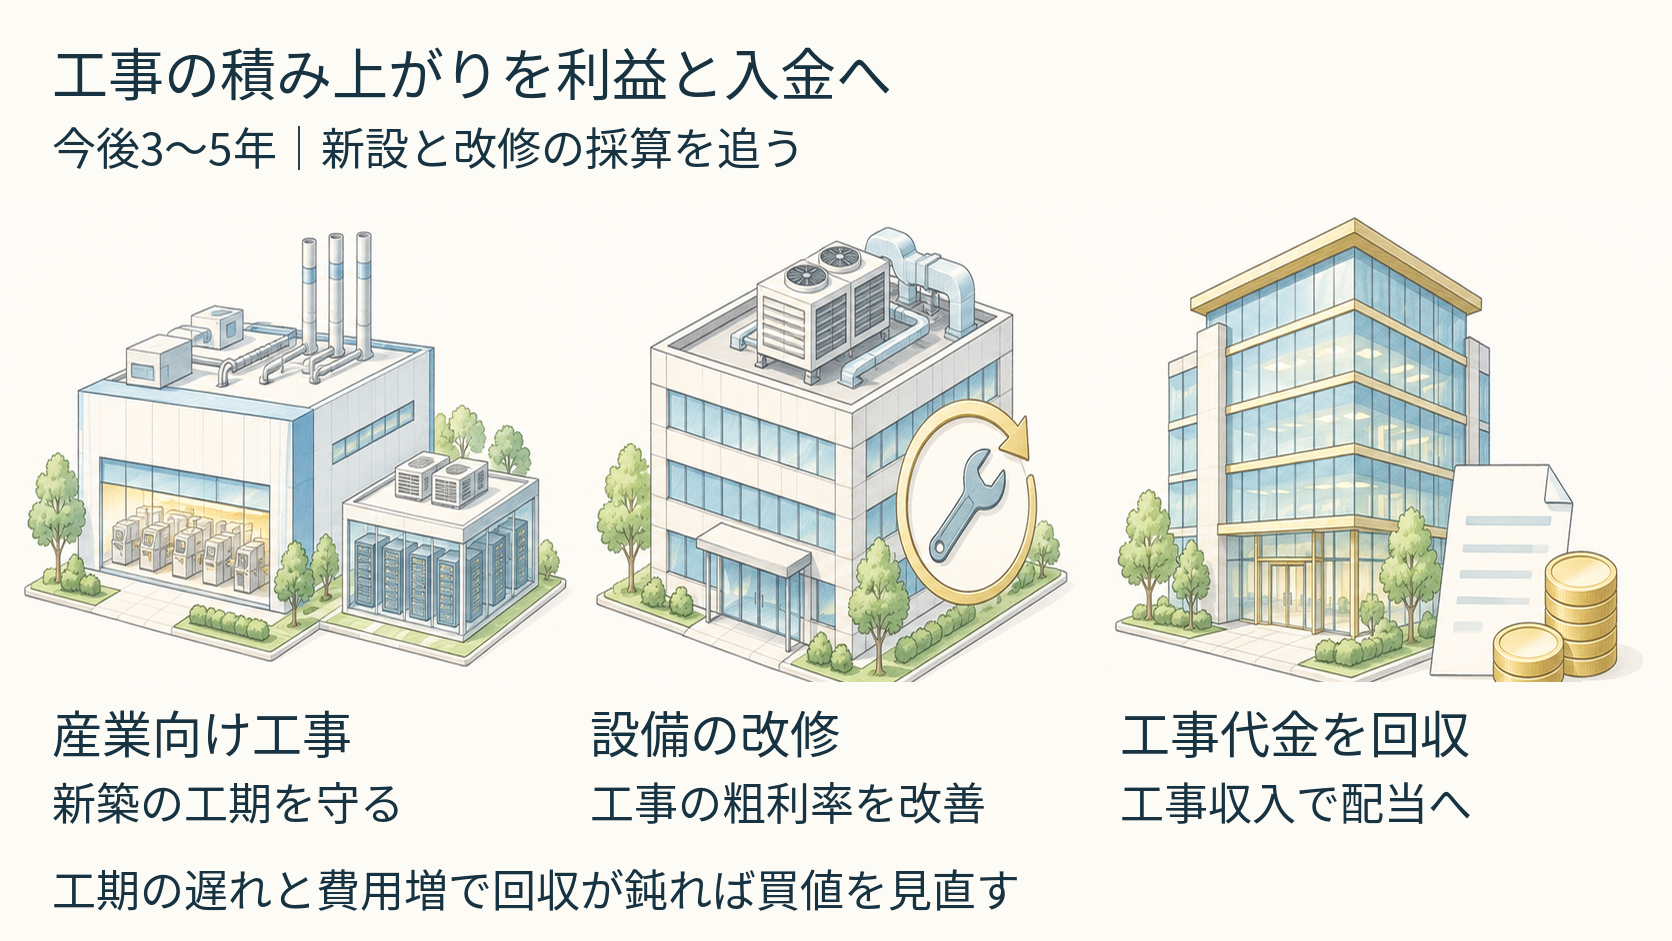 工事の積み上がりを利益と入金へ
今後3〜5年｜新設と改修の採算を追う
産業向け工事
新築の工期を守る
設備の改修
工事の粗利率を改善
工事代金を回収
工事収入で配当へ
工期の遅れと費用増で回収が鈍れば買値を見直す